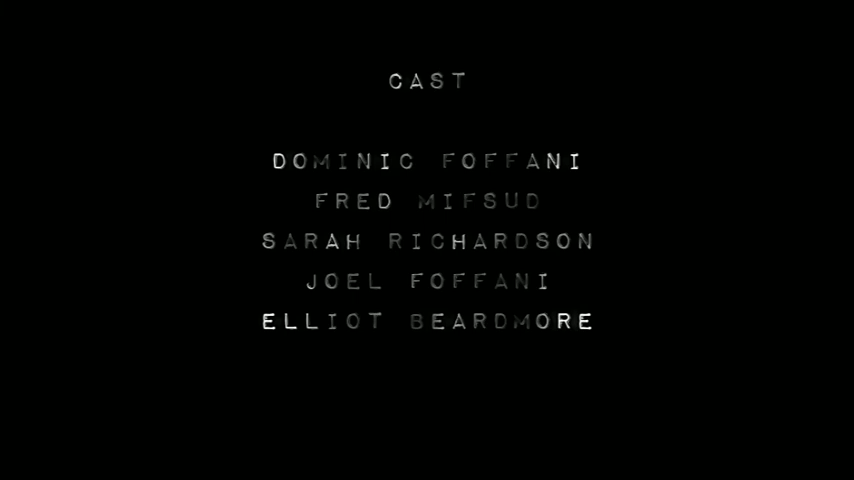 CAST
DOMINIC FOFFANI
FRED MIFSUD
SARAH RICHARDSON
JOEL FOFFANI
ELLIOT BEARDMORE